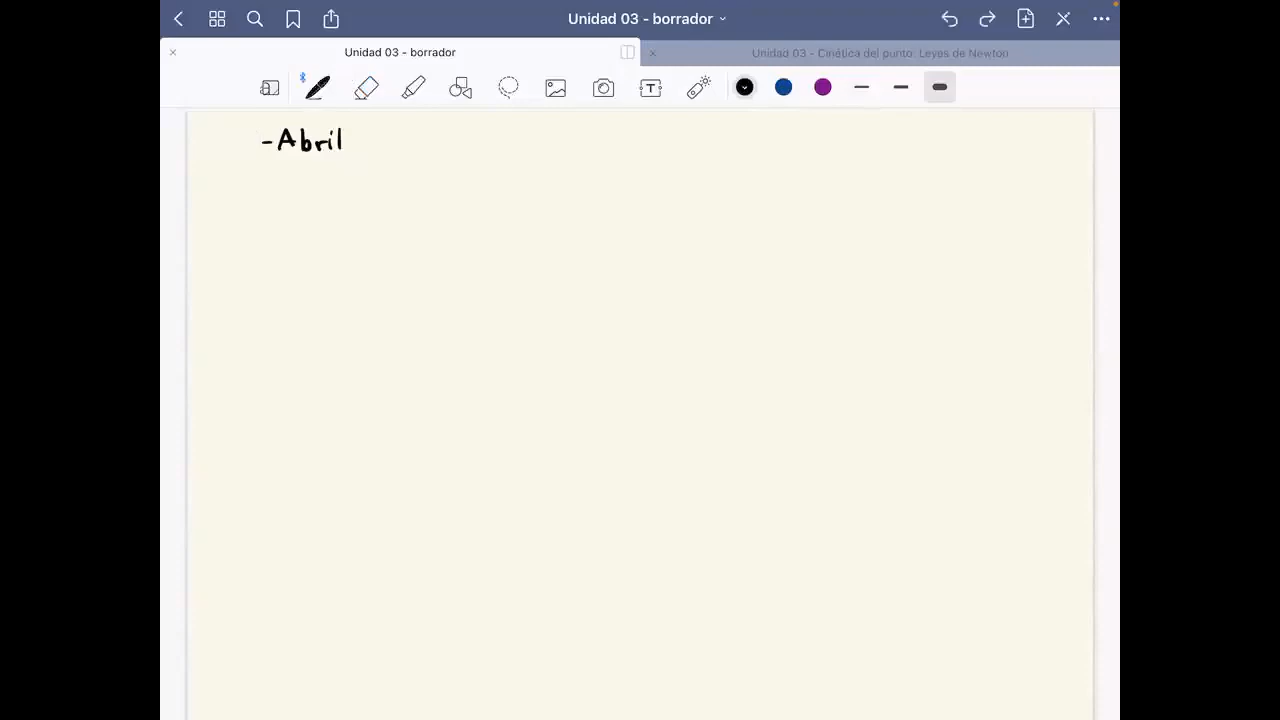 Unidad 03 - borrador
Unidad 03 - borrador
Unidad 03 - Cinética del punto: Leyes de Newton
T
-Abril